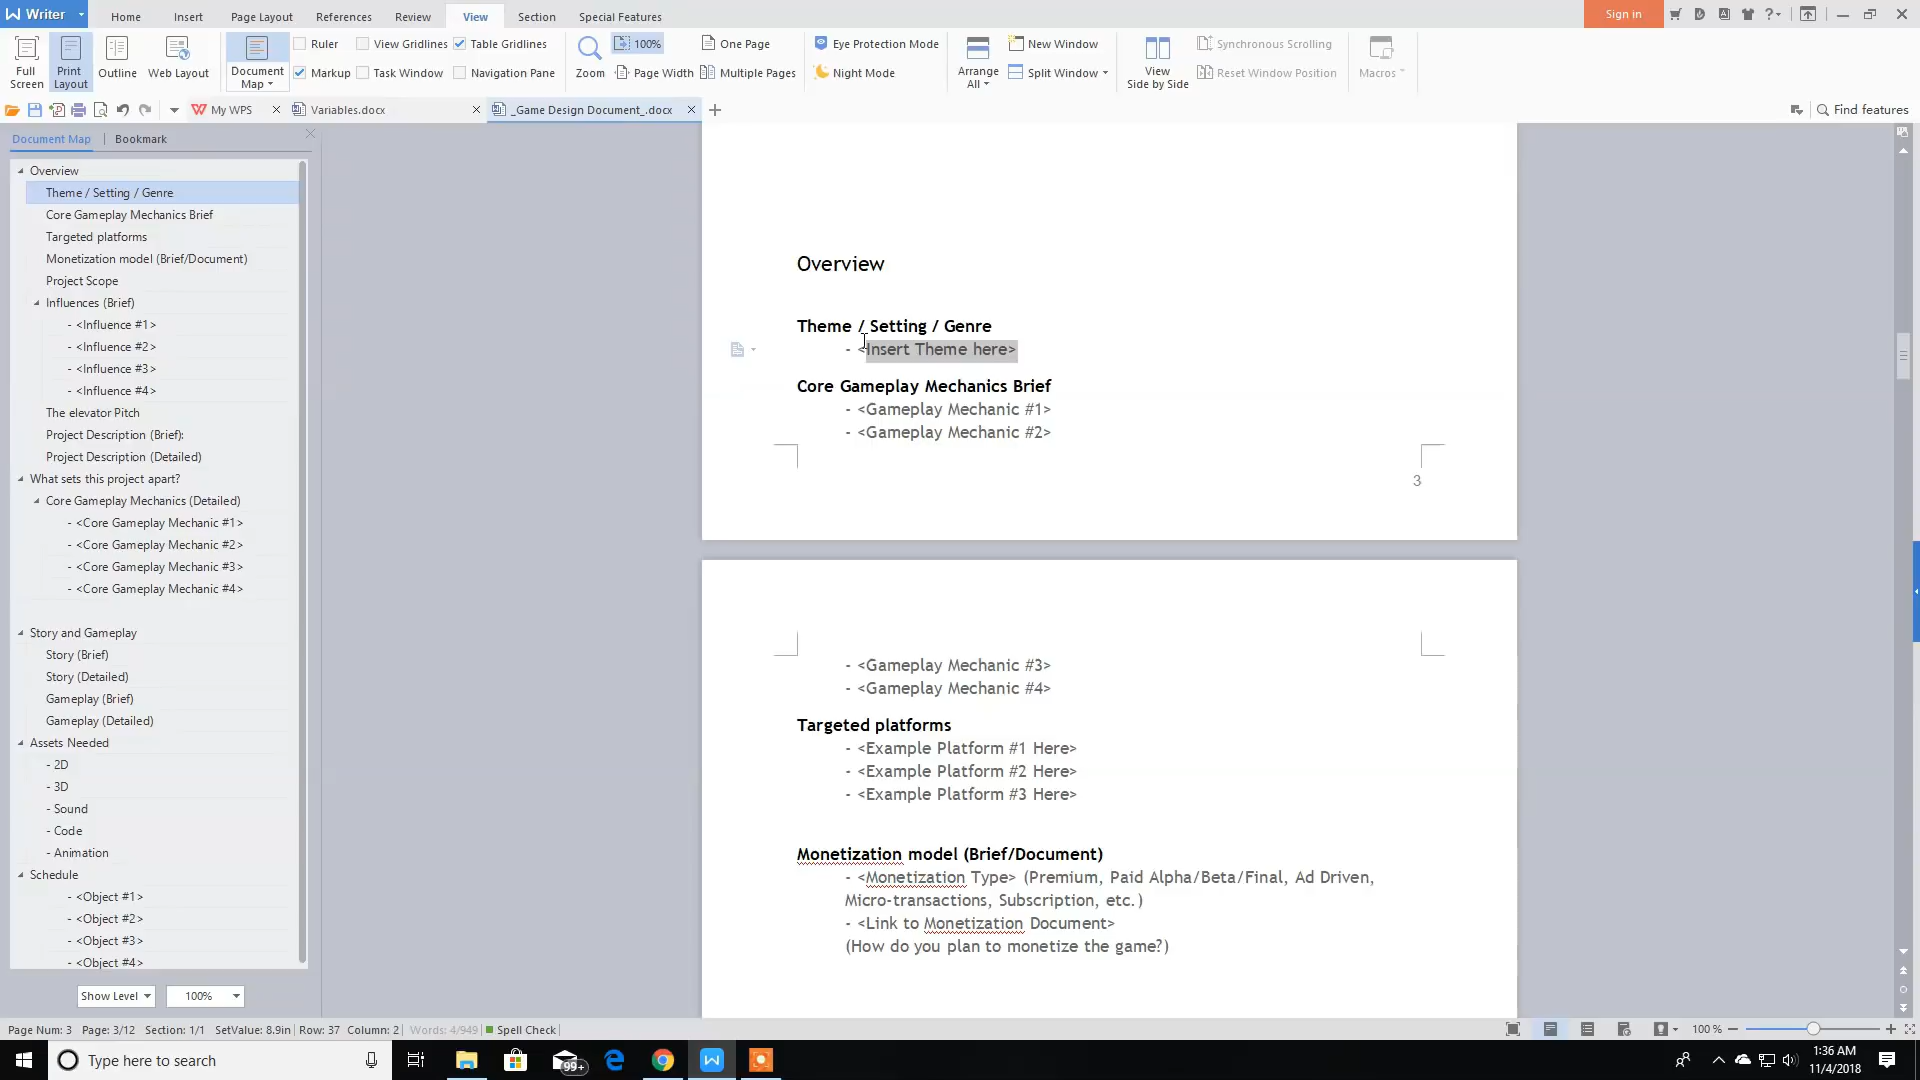 Writer
Home Insert Page Layout References Review View Section Special Features
Sign in
Full Screen
Print Layout
Outline
Web Layout
Document Map
Ruler View Gridlines Table Gridlines
Markup Task Window Navigation Pane
Zoom
100% One Page
Page Width Multiple Pages
Eye Protection Mode
Night Mode
Arrange All
New Window
Split Window
View Side by Side
Synchronous Scrolling
Reset Window Position
Macros
My WPS Variables.docx _Game Design Document_.docx Find features
Document Map Bookmark
Overview
Theme / Setting / Genre
Core Gameplay Mechanics Brief
Targeted platforms
Monetization model (Brief/Document)
Project Scope
Influences (Brief)
- <Influence #1>
- <Influence #2>
- <Influence #3>
- <Influence #4>
The elevator Pitch
Project Description (Brief):
Project Description (Detailed)
What sets this project apart?
Core Gameplay Mechanics (Detailed)
- <Core Gameplay Mechanic #1>
- <Core Gameplay Mechanic #2>
- <Core Gameplay Mechanic #3>
- <Core Gameplay Mechanic #4>
Story and Gameplay
Story (Brief)
Story (Detailed)
Gameplay (Brief)
Gameplay (Detailed)
Assets Needed
- 2D
- 3D
- Sound
- Code
- Animation
Schedule
- <Object #1>
- <Object #2>
- <Object #3>
- <Object #4>
Show Level 100%
Overview
Theme / Setting / Genre
- <Insert Theme here>
Core Gameplay Mechanics Brief
- <Gameplay Mechanic #1>
- <Gameplay Mechanic #2>
3
- <Gameplay Mechanic #3>
- <Gameplay Mechanic #4>
Targeted platforms
- <Example Platform #1 Here>
- <Example Platform #2 Here>
- <Example Platform #3 Here>
Monetization model (Brief/Document)
- <Monetization Type> (Premium, Paid Alpha/Beta/Final, Ad Driven,
Micro-transactions, Subscription, etc.)
- <Link to Monetization Document>
(How do you plan to monetize the game?)
Page Num: 3 Page: 3/12 Section: 1/1 SetValue: 8.9in Row: 37 Column: 2 Words: 4/949 Spell Check 100 %
Type here to search
99+
1:36 AM
11/4/2018